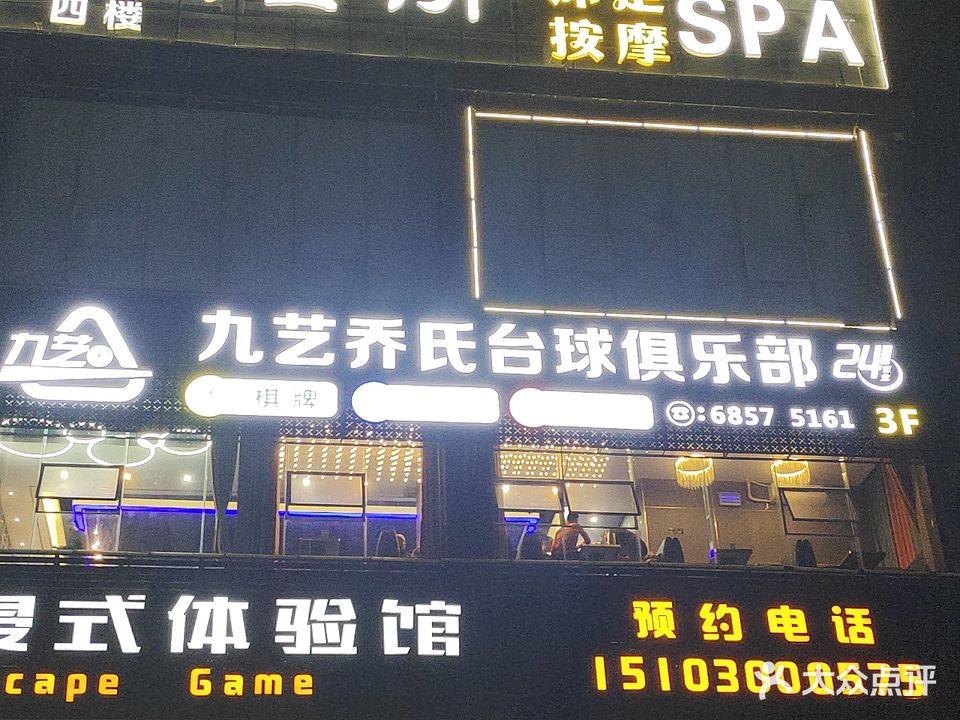 四楼
按摩 SPA
九艺
九艺乔氏台球俱乐部 24H
棋牌
☎:6857 5161 3F
式体验馆
预约电话
cape Game
大众点评